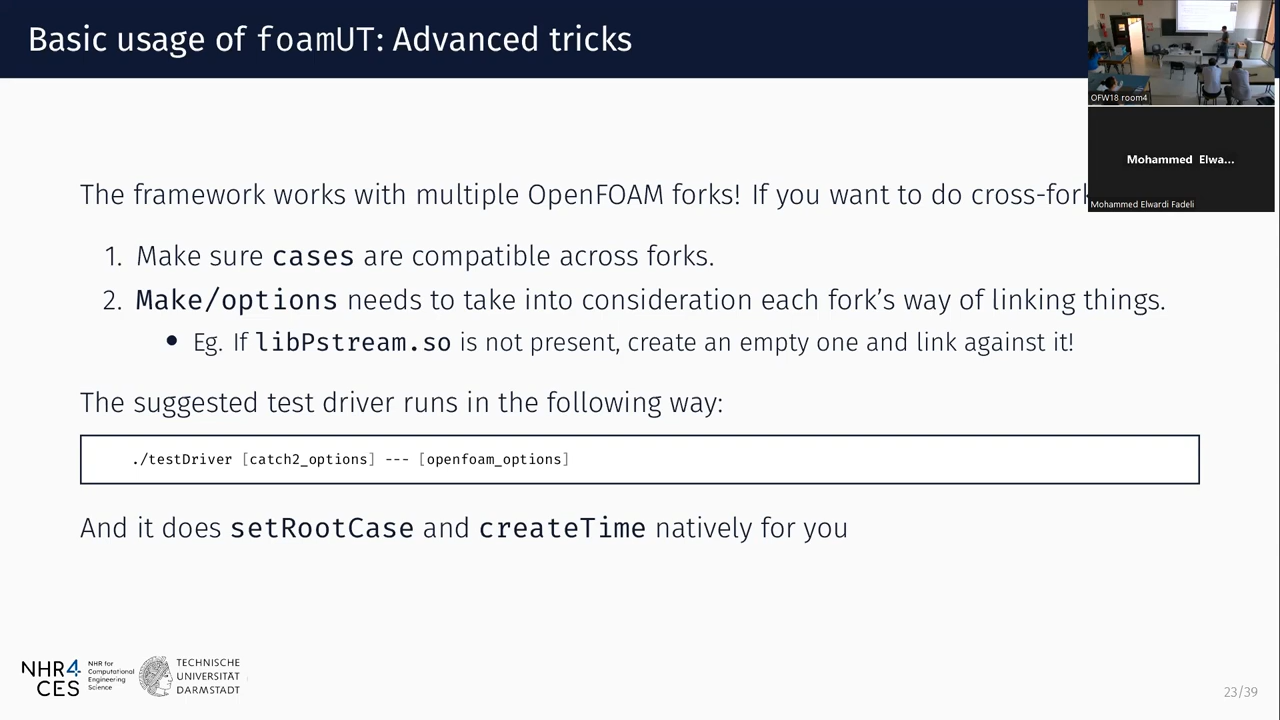 Basic usage of foamUT: Advanced tricks
OFW18 room4
Mohammed Elwa...
Mohammed Elwardi Fadeli
The framework works with multiple OpenFOAM forks! If you want to do cross-fork
1. Make sure cases are compatible across forks.
2. Make/options needs to take into consideration each fork's way of linking things.
• Eg. If libPstream.so is not present, create an empty one and link against it!
The suggested test driver runs in the following way:
./testDriver [catch2_options] --- [openfoam_options]
And it does setRootCase and createTime natively for you
NHR4
CES
NHR for
Computational
Engineering
Science
TECHNISCHE
UNIVERSITÄT
DARMSTADT
23/39